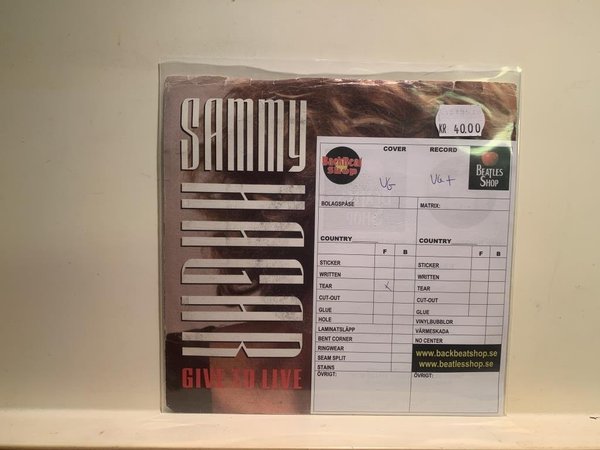 SAMMY
HAGAR
GIVE TO LIVE
KR 40.00
COVER
RECORD
BackBeat
Shop
BEATLES
SHOP
VG
VG+
BOLAGSPÅSE
MATRIX:
COUNTRY
COUNTRY
F B
F B
STICKER
WRITTEN
TEAR X
CUT-OUT
GLUE
HOLE
LAMINATSLÄPP
BENT CORNER
RINGWEAR
SEAM SPLIT
STAINS
ÖVRIGT:
STICKER
WRITTEN
TEAR
CUT-OUT
GLUE
VINYLBUBBLOR
VÄRMESKADA
NO CENTER
www.backbeatshop.se
www.beatlesshop.se
ÖVRIGT: